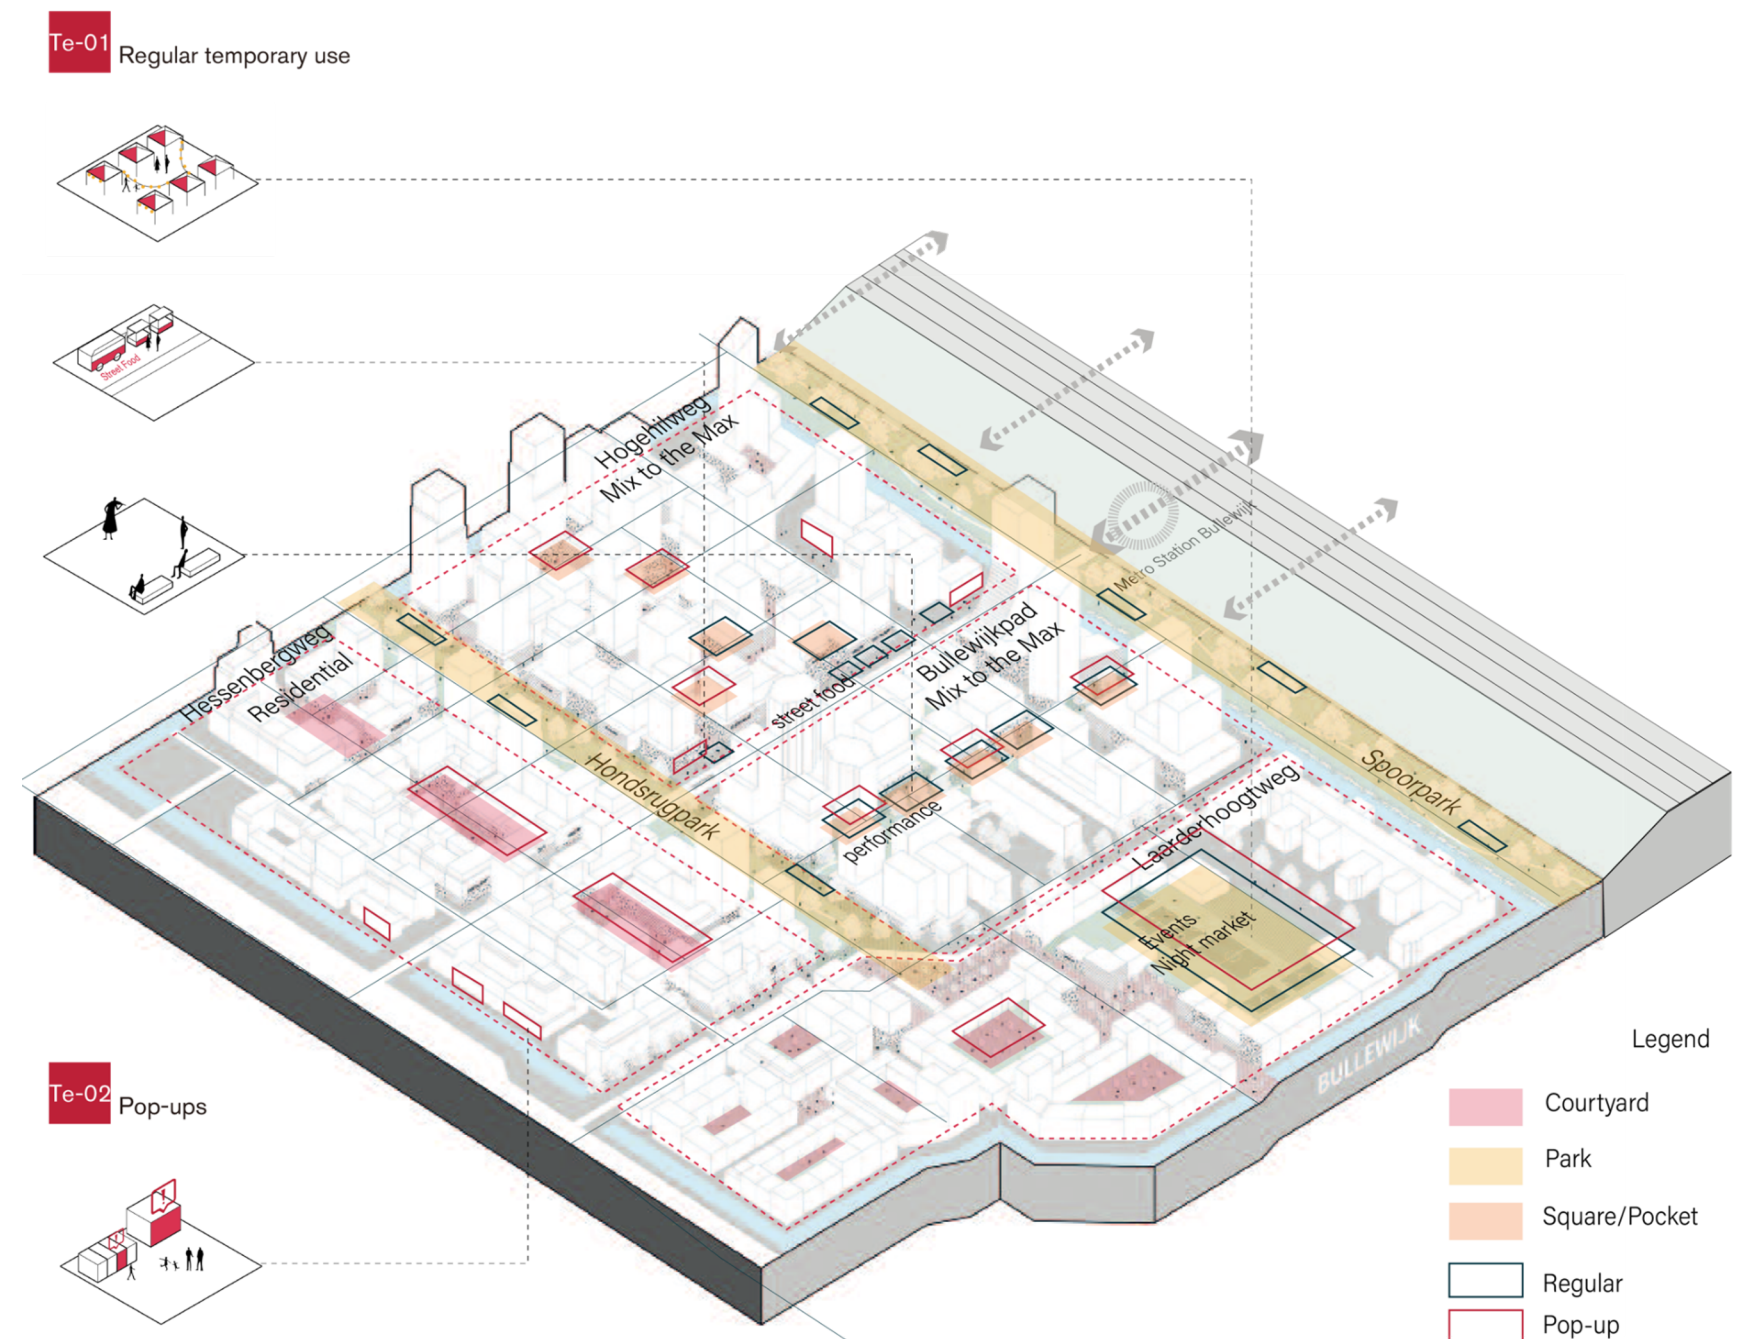 Te-01
Regular temporary use
Street Food
Hogehilweg
Mix to the Max
Metro Station Bullewijk
Hessenbergweg
Residential
Bullewijkpad
Mix to the Max
street food
Hondsrugpark
Spoorpark
performance
Laarderhoogtweg
Events
Night market
BULLEWIJK
Te-02
Pop-ups
!
Legend
Courtyard
Park
Square/Pocket
Regular
Pop-up